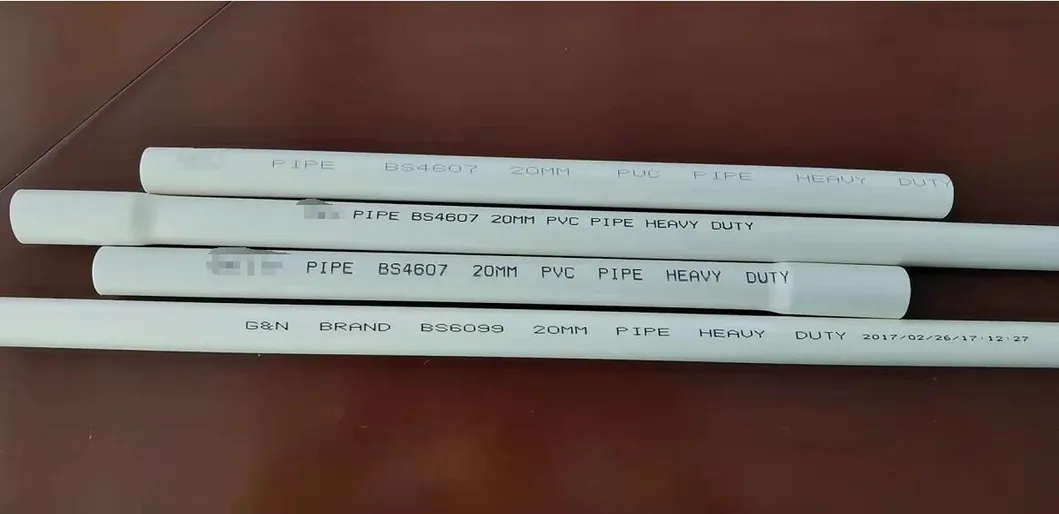 PIPE BS4607 20MM PVC PIPE HEAVY DUTY
PIPE BS4607 20MM PVC PIPE HEAVY DUTY
PIPE BS4607 20MM PVC PIPE HEAVY DUTY
G&N BRAND BS6099 20MM PIPE HEAVY DUTY 2017/02/26/17:12:27